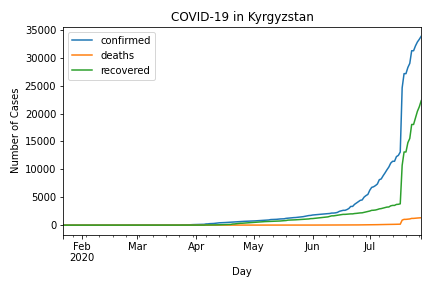 COVID-19 in Kyrgyzstan
confirmed
deaths
recovered
Number of Cases
35000
30000
25000
20000
15000
10000
5000
0
Feb
2020
Mar
Apr
May
Jun
Jul
Day